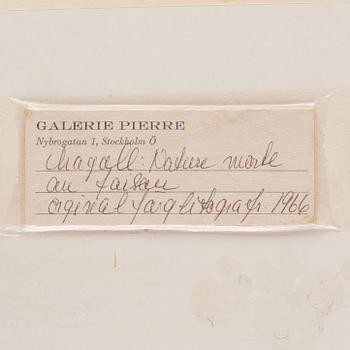 GALERIE PIERRE
Nybrogatan 1, Stockholm Ö
Chagall: Nature morte
au faisan
original färglitografi 1966